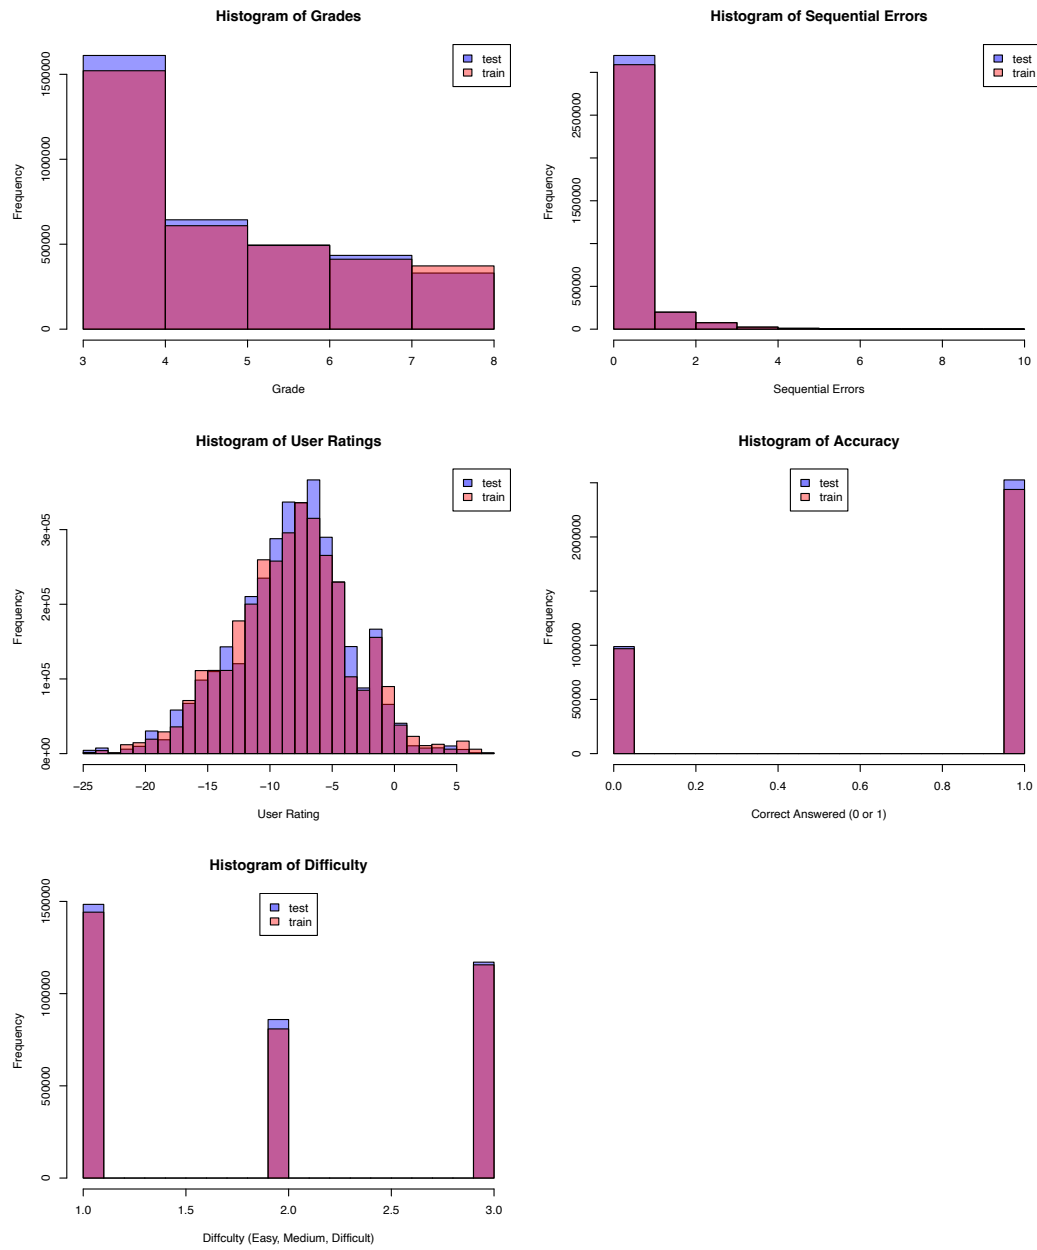 Histogram of Grades
test
train
Frequency
0
500000
1000000
1500000
3
4
5
6
7
8
Grade
Histogram of Sequential Errors
test
train
Frequency
0
500000
1500000
2500000
0
2
4
6
8
10
Sequential Errors
Histogram of User Ratings
test
train
Frequency
0e+00
1e+05
2e+05
3e+05
−25
−20
−15
−10
−5
0
5
User Rating
Histogram of Accuracy
test
train
Frequency
0
500000
1000000
2000000
0.0
0.2
0.4
0.6
0.8
1.0
Correct Answered (0 or 1)
Histogram of Difficulty
test
train
Frequency
0
500000
1000000
1500000
1.0
1.5
2.0
2.5
3.0
Diffculty (Easy, Medium, Difficult)